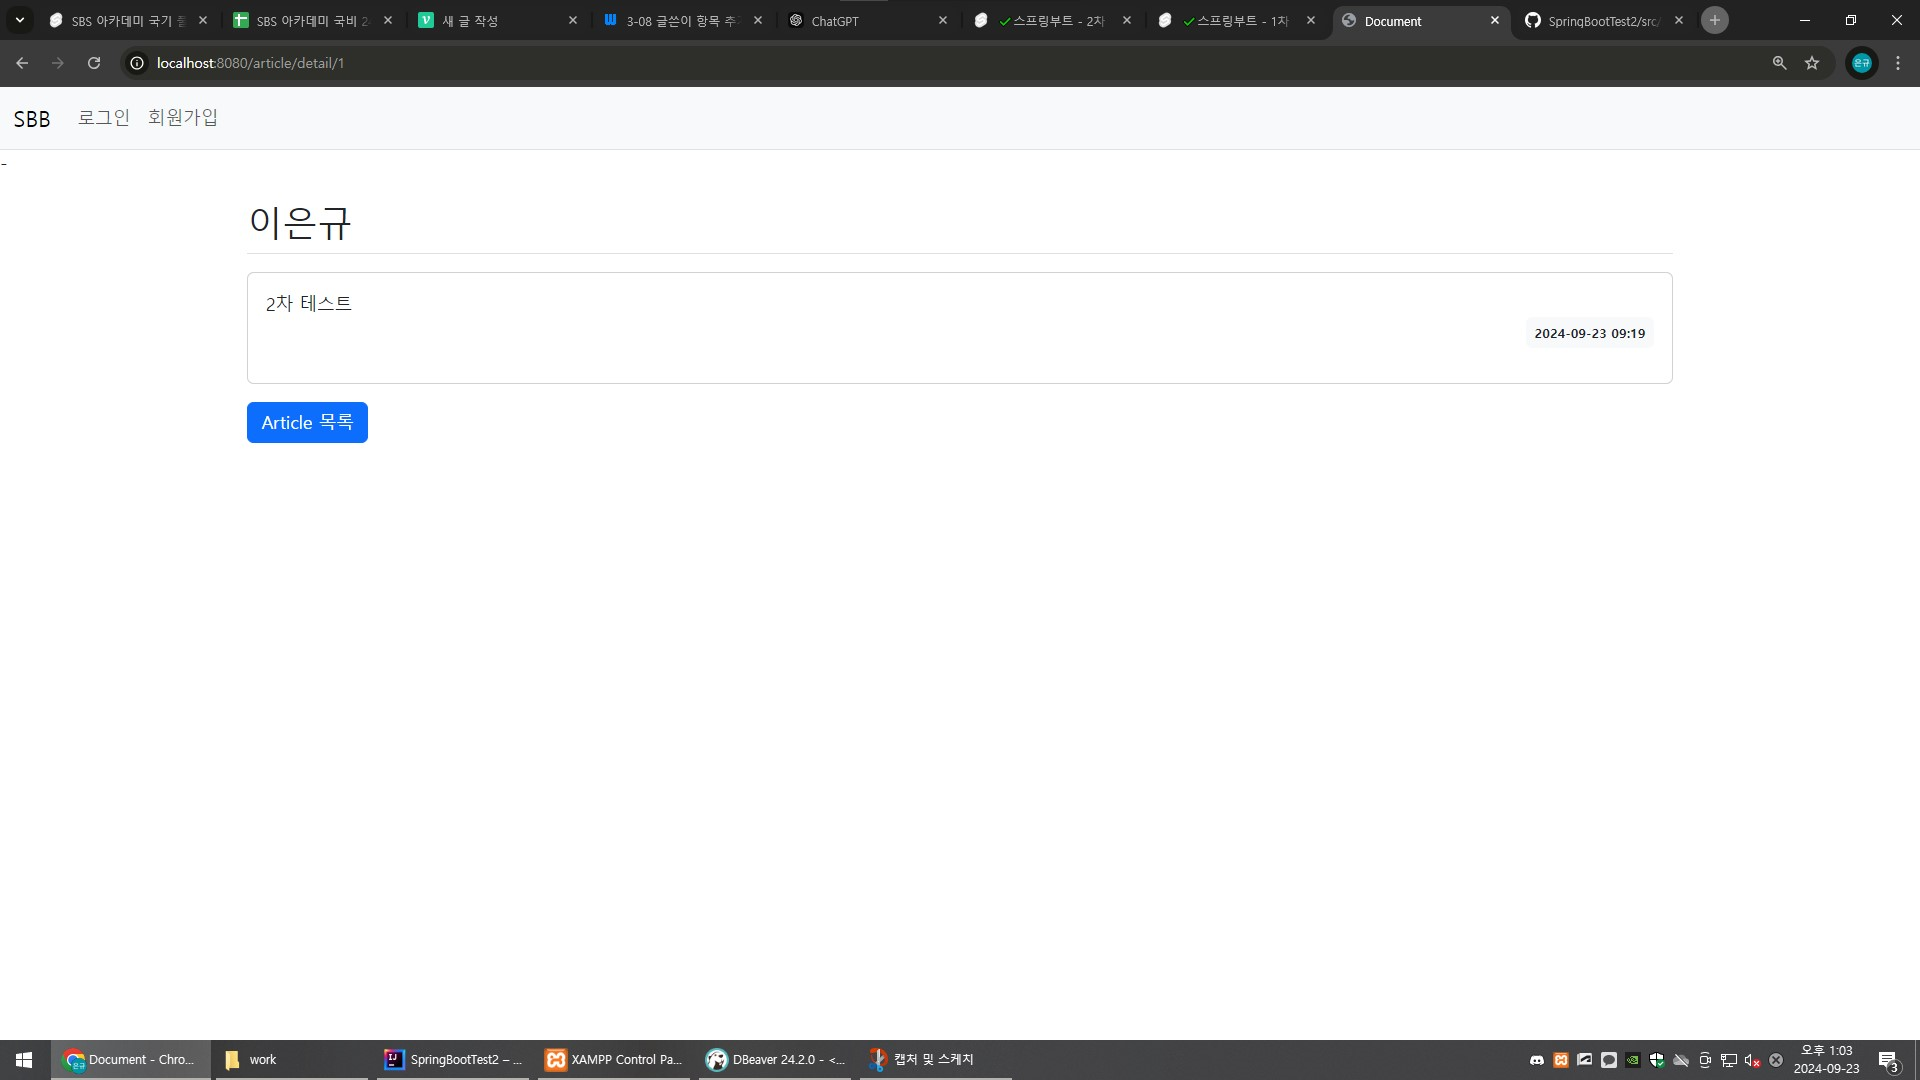 SBS 아카데미 국기
SBS 아카데미 국비 2
새 글 작성
3-08 글쓴이 항목 추
ChatGPT
스프링부트 - 2차
스프링부트 - 1차
Document
SpringBootTest2/src/
localhost:8080/article/detail/1
은규
SBB 로그인 회원가입
-
이은규
2차 테스트
2024-09-23 09:19
Article 목록
Document - Chro...
work
SpringBootTest2 – ...
XAMPP Control Pa...
DBeaver 24.2.0 - <...
캡처 및 스케치
오후 1:03
2024-09-23
3